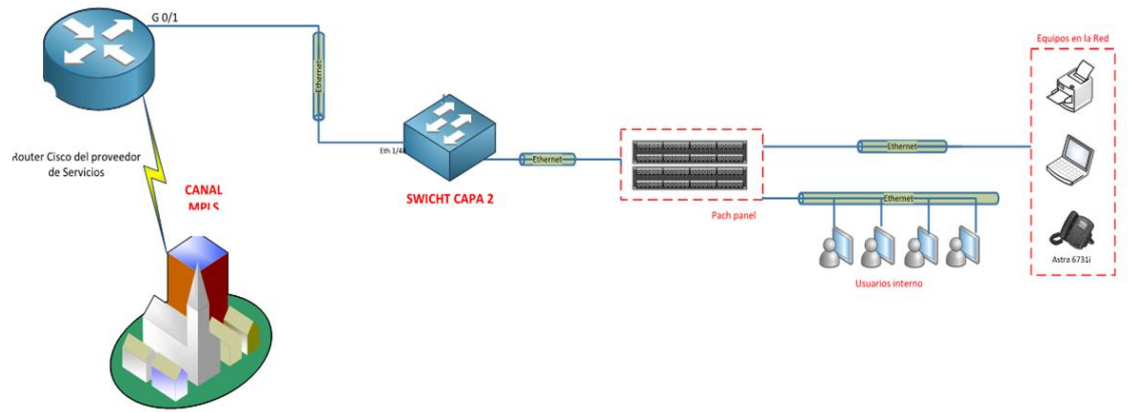 G 0/1
Ethernet
Router Cisco del proveedor
de Servicios
CANAL
MPLS
Eth 1/4
SWICHT CAPA 2
Ethernet
Pach panel
Ethernet
Ethernet
Usuarios interno
Equipos en la Red
Astra 6731i